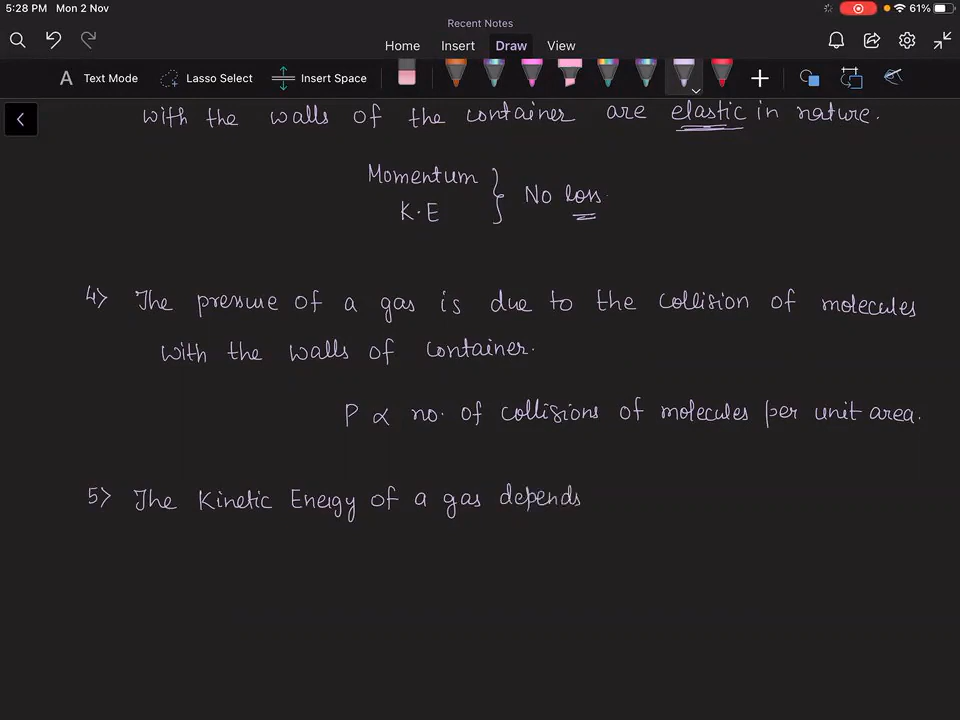 5:28 PM Mon 2 Nov
61%
Recent Notes
Home Insert Draw View
A Text Mode Lasso Select Insert Space
with the walls of the container are elastic in nature.
Momentum
K.E } No loss.
4) The pressure of a gas is due to the collision of molecules
with the walls of container.
P ∝ no. of collisions of molecules per unit area.
5) The Kinetic Energy of a gas depends